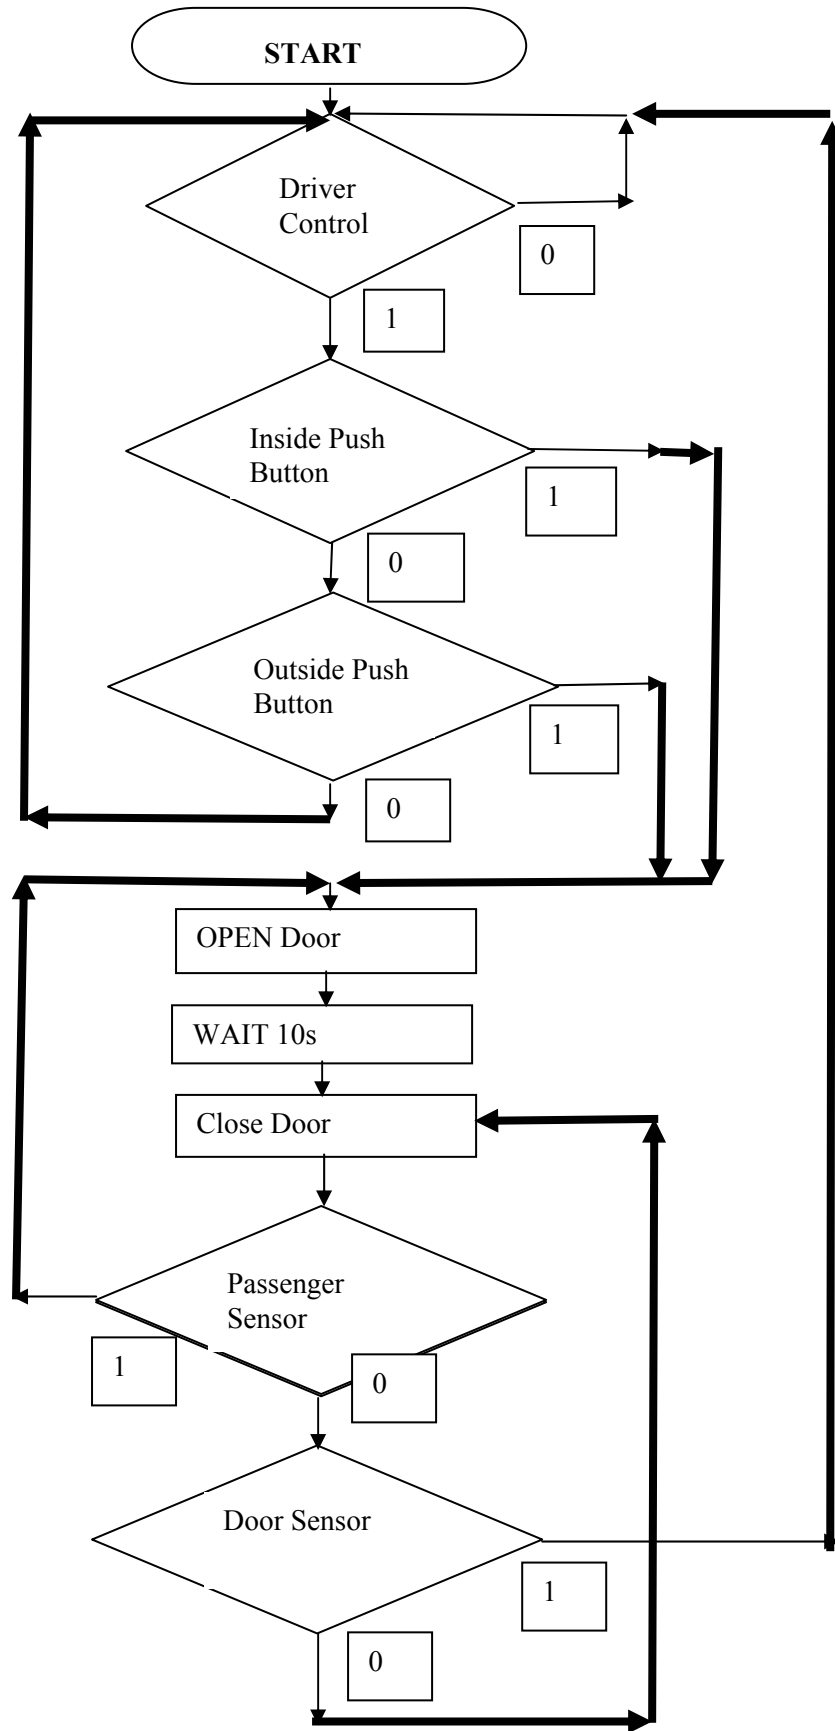 START
Driver
Control
0
1
Inside Push
Button
1
0
Outside Push
Button
1
0
OPEN Door
WAIT 10s
Close Door
Passenger
Sensor
1
0
Door Sensor
1
0